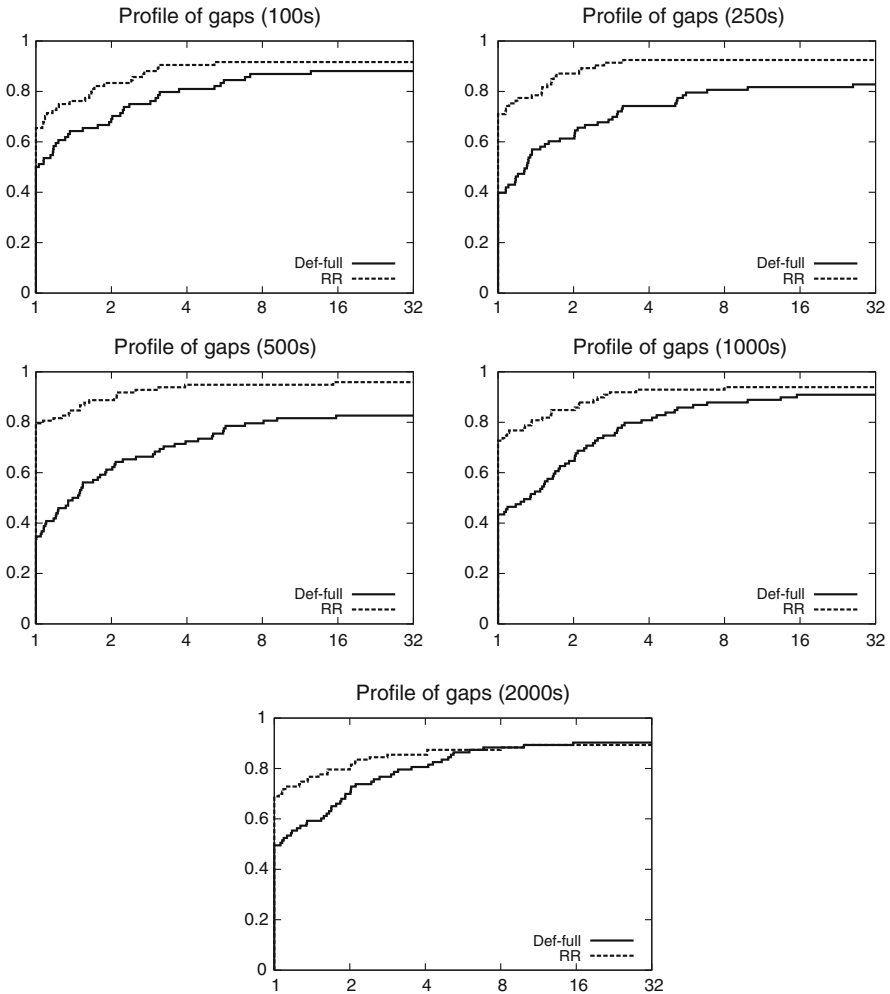 Profile of gaps (100s)
1
0.8
0.6
0.4
0.2
0
1 2 4 8 16 32
Def-full
RR
Profile of gaps (250s)
1
0.8
0.6
0.4
0.2
0
1 2 4 8 16 32
Def-full
RR
Profile of gaps (500s)
1
0.8
0.6
0.4
0.2
0
1 2 4 8 16 32
Def-full
RR
Profile of gaps (1000s)
1
0.8
0.6
0.4
0.2
0
1 2 4 8 16 32
Def-full
RR
Profile of gaps (2000s)
1
0.8
0.6
0.4
0.2
0
1 2 4 8 16 32
Def-full
RR